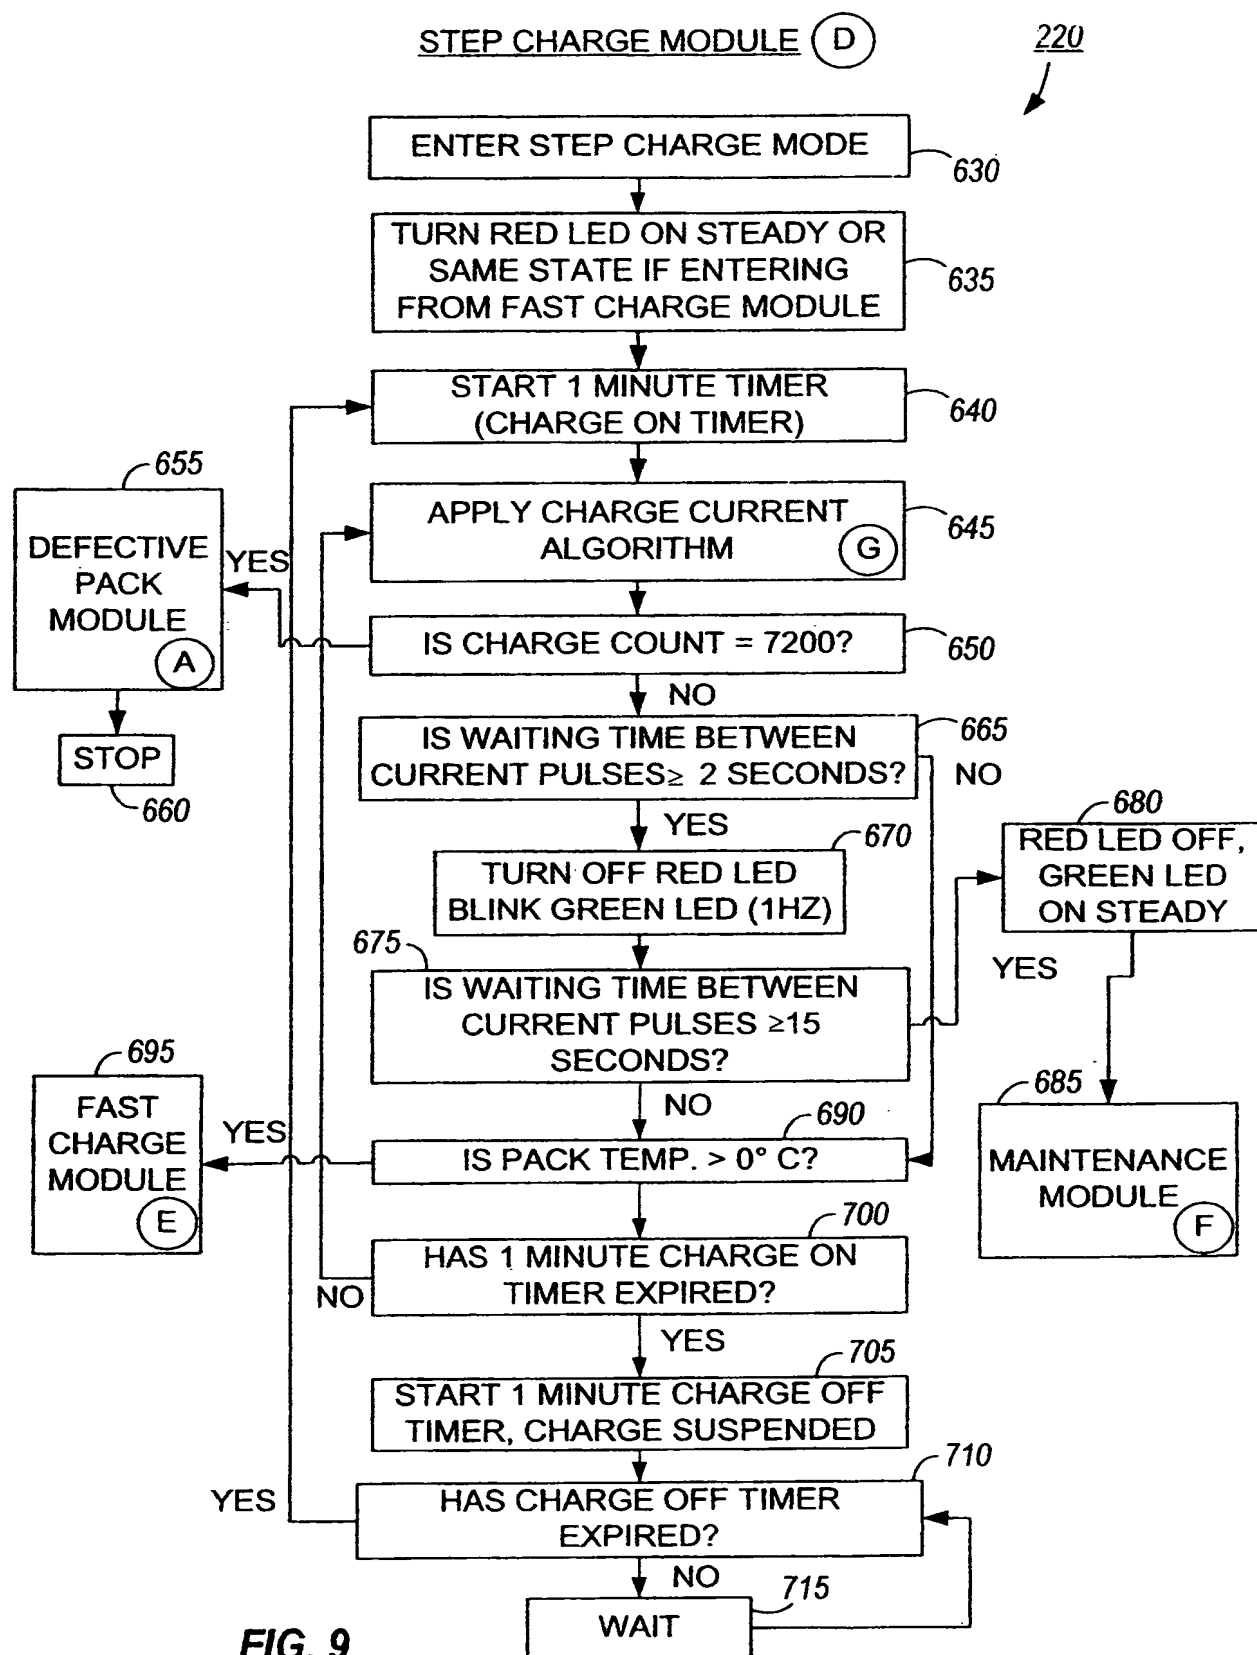 STEP CHARGE MODULE D
220
ENTER STEP CHARGE MODE
630
TURN RED LED ON STEADY OR
SAME STATE IF ENTERING
FROM FAST CHARGE MODULE
635
START 1 MINUTE TIMER
(CHARGE ON TIMER)
640
APPLY CHARGE CURRENT
ALGORITHM
G
645
655
DEFECTIVE
PACK
MODULE
A
YES
IS CHARGE COUNT = 7200?
650
NO
STOP
660
IS WAITING TIME BETWEEN
CURRENT PULSES≥ 2 SECONDS?
665
NO
YES
670
TURN OFF RED LED
BLINK GREEN LED (1HZ)
680
RED LED OFF,
GREEN LED
ON STEADY
675
IS WAITING TIME BETWEEN
CURRENT PULSES ≥15
SECONDS?
YES
NO
685
MAINTENANCE
MODULE
F
695
FAST
CHARGE
MODULE
E
YES
690
IS PACK TEMP. > 0° C?
700
HAS 1 MINUTE CHARGE ON
TIMER EXPIRED?
NO
YES
705
START 1 MINUTE CHARGE OFF
TIMER, CHARGE SUSPENDED
710
HAS CHARGE OFF TIMER
EXPIRED?
YES
NO
715
WAIT
FIG. 9